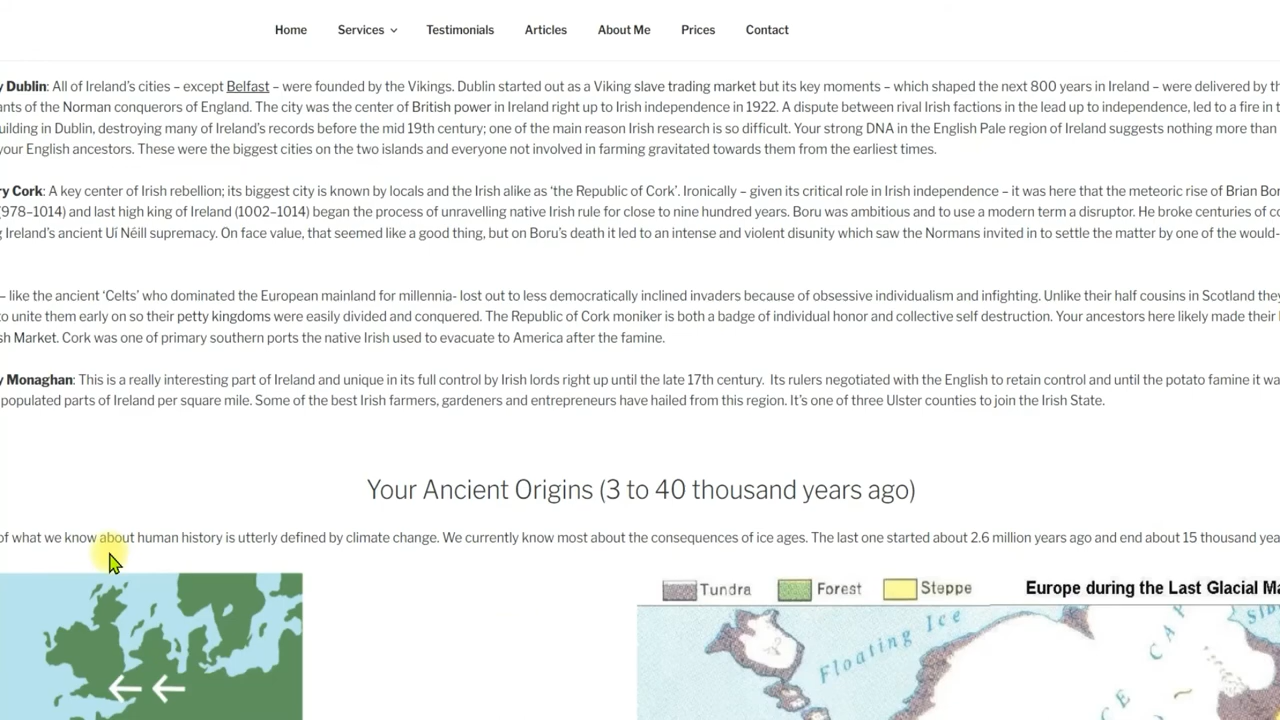 Home Services Testimonials Articles About Me Prices Contact
y Dublin: All of Ireland's cities – except Belfast – were founded by the Vikings. Dublin started out as a Viking slave trading market but its key moments – which shaped the next 800 years in Ireland – were delivered by th
ants of the Norman conquerors of England. The city was the center of British power in Ireland right up to Irish independence in 1922. A dispute between rival Irish factions in the lead up to independence, led to a fire in t
uilding in Dublin, destroying many of Ireland's records before the mid 19th century; one of the main reason Irish research is so difficult. Your strong DNA in the English Pale region of Ireland suggests nothing more than
your English ancestors. These were the biggest cities on the two islands and everyone not involved in farming gravitated towards them from the earliest times.
ry Cork: A key center of Irish rebellion; its biggest city is known by locals and the Irish alike as 'the Republic of Cork'. Ironically – given its critical role in Irish independence – it was here that the meteoric rise of Brian Bor
(978–1014) and last high king of Ireland (1002–1014) began the process of unravelling native Irish rule for close to nine hundred years. Boru was ambitious and to use a modern term a disruptor. He broke centuries of co
g Ireland's ancient Uí Néill supremacy. On face value, that seemed like a good thing, but on Boru's death it led to an intense and violent disunity which saw the Normans invited in to settle the matter by one of the would-
– like the ancient 'Celts' who dominated the European mainland for millennia- lost out to less democratically inclined invaders because of obsessive individualism and infighting. Unlike their half cousins in Scotland they
to unite them early on so their petty kingdoms were easily divided and conquered. The Republic of Cork moniker is both a badge of individual honor and collective self destruction. Your ancestors here likely made their
sh Market. Cork was one of primary southern ports the native Irish used to evacuate to America after the famine.
y Monaghan: This is a really interesting part of Ireland and unique in its full control by Irish lords right up until the late 17th century. Its rulers negotiated with the English to retain control and until the potato famine it wa
populated parts of Ireland per square mile. Some of the best Irish farmers, gardeners and entrepreneurs have hailed from this region. It's one of three Ulster counties to join the Irish State.
Your Ancient Origins (3 to 40 thousand years ago)
of what we know about human history is utterly defined by climate change. We currently know most about the consequences of ice ages. The last one started about 2.6 million years ago and end about 15 thousand yea
Tundra Forest Steppe Europe during the Last Glacial Ma
Floating Ice